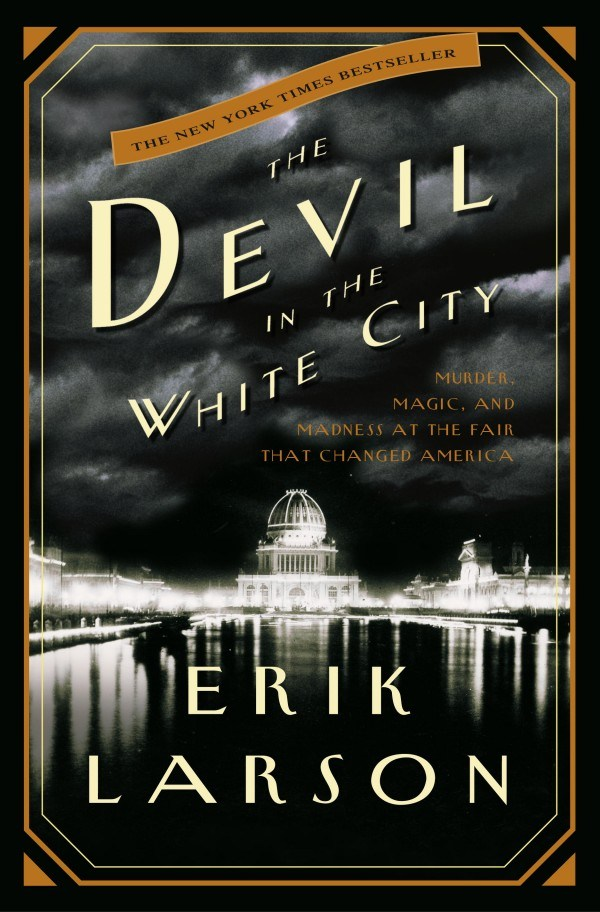 THE NEW YORK TIMES BESTSELLER
THE
DEVIL
IN THE
WHITE CITY
MURDER,
MAGIC, AND
MADNESS AT THE FAIR
THAT CHANGED AMERICA
ERIK
LARSON